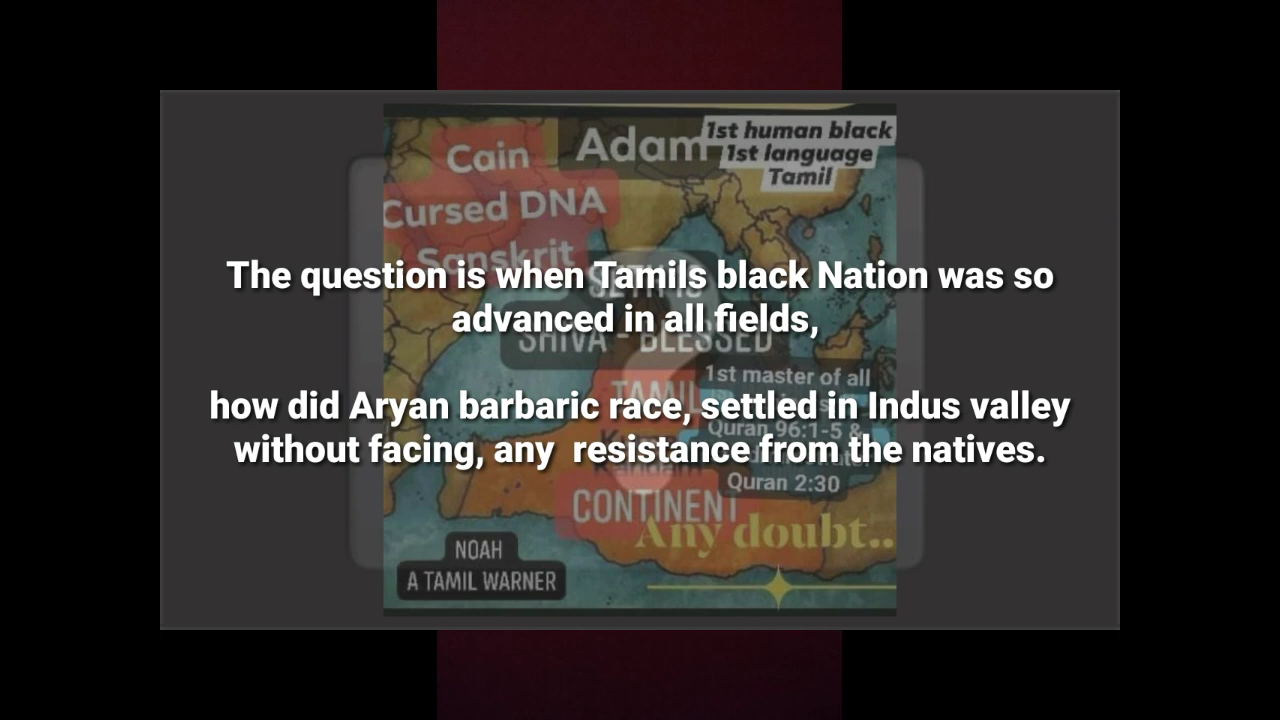 1st human black
Adam
1st language
Cain
Tamil
Cursed DNA
Sanskrit
The question is when Tamils black Nation was so
advanced in all fields,
SHIVA - BLESSED
1st master of all
TAMIL
how did Aryan barbaric race, settled in Indus valley
Quran 96:1-5 &
without facing, any resistance from the natives.
Quran 2:30
CONTINENT
Any doubt..
NOAH
A TAMIL WARNER